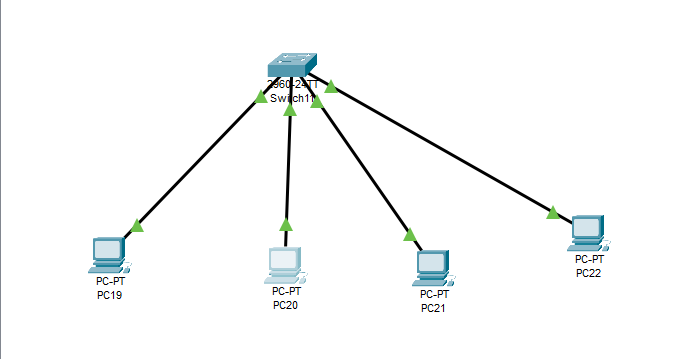 2960-24TT
Switch11
PC-PT
PC19
PC-PT
PC20
PC-PT
PC21
PC-PT
PC22